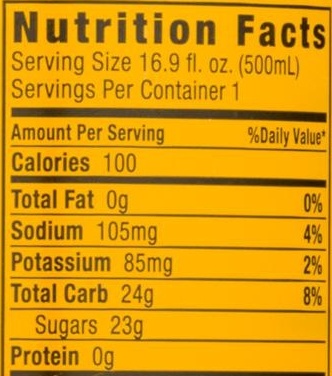 Nutrition Facts
Serving Size 16.9 fl. oz. (500mL)
Servings Per Container 1
Amount Per Serving %Daily Value*
Calories 100
Total Fat 0g 0%
Sodium 105mg 4%
Potassium 85mg 2%
Total Carb 24g 8%
Sugars 23g
Protein 0g